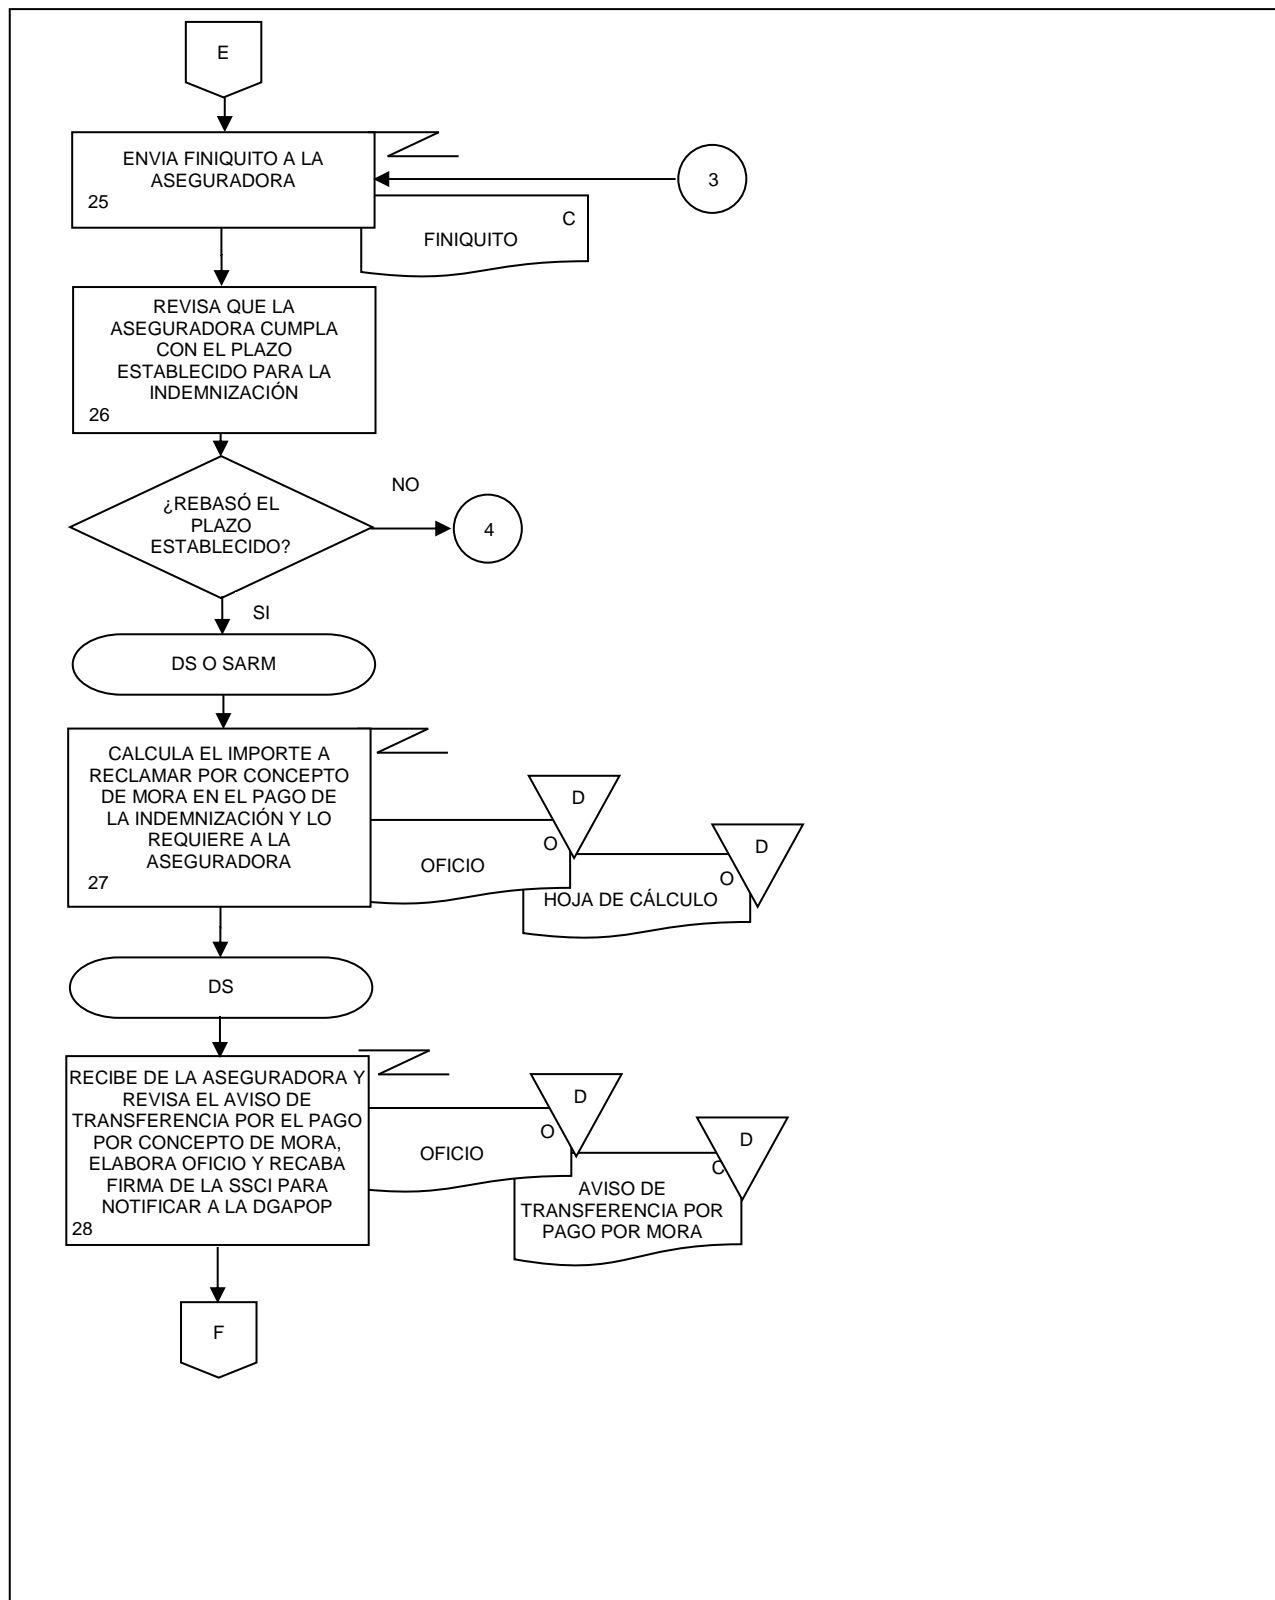 E
ENVIA FINIQUITO A LA
ASEGURADORA
25
3
C
FINIQUITO
REVISA QUE LA
ASEGURADORA CUMPLA
CON EL PLAZO
ESTABLECIDO PARA LA
INDEMNIZACIÓN
26
¿REBASÓ EL
PLAZO
ESTABLECIDO?
NO
4
SI
DS O SARM
CALCULA EL IMPORTE A
RECLAMAR POR CONCEPTO
DE MORA EN EL PAGO DE
LA INDEMNIZACIÓN Y LO
REQUIERE A LA
ASEGURADORA
27
D
O
OFICIO
D
O
HOJA DE CÁLCULO
DS
RECIBE DE LA ASEGURADORA Y
REVISA EL AVISO DE
TRANSFERENCIA POR EL PAGO
POR CONCEPTO DE MORA,
ELABORA OFICIO Y RECABA
FIRMA DE LA SSCI PARA
NOTIFICAR A LA DGAPOP
28
D
O
OFICIO
D
C
AVISO DE
TRANSFERENCIA POR
PAGO POR MORA
F